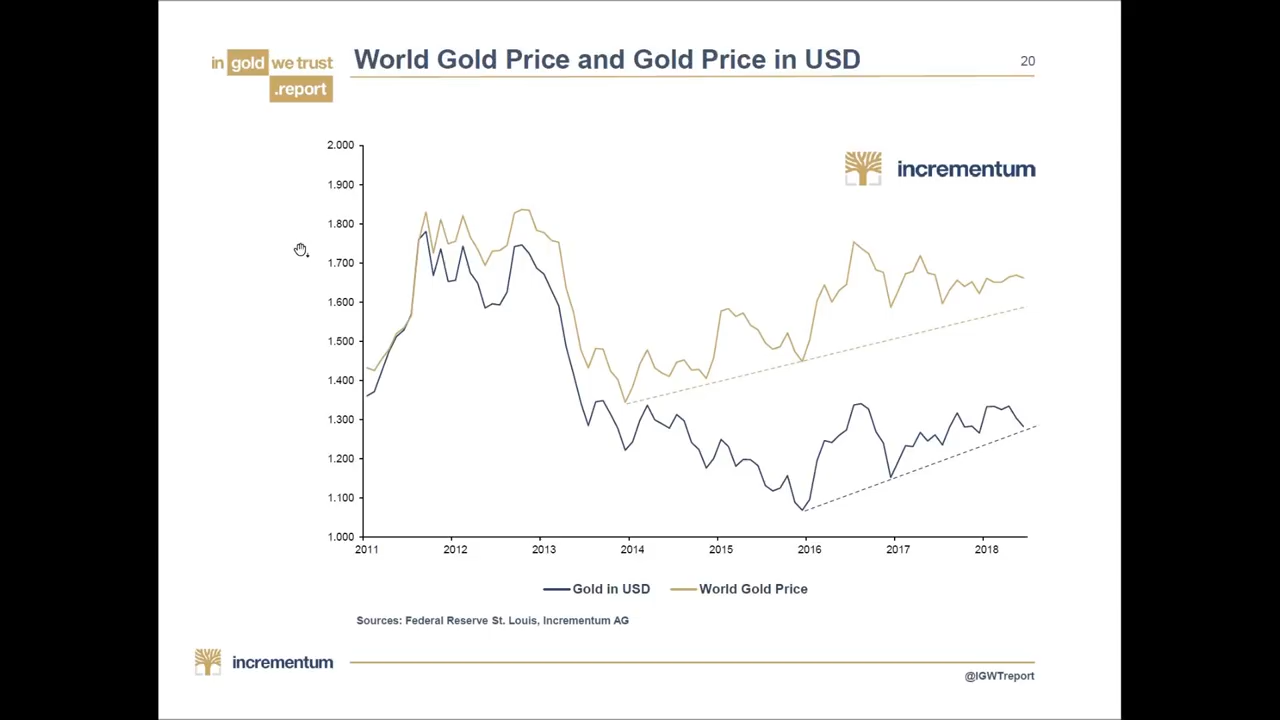 in gold we trust
.report
World Gold Price and Gold Price in USD
20
incrementum
2.000
1.900
1.800
1.700
1.600
1.500
1.400
1.300
1.200
1.100
1.000
2011 2012 2013 2014 2015 2016 2017 2018
Gold in USD World Gold Price
Sources: Federal Reserve St. Louis, Incrementum AG
incrementum
@IGWTreport